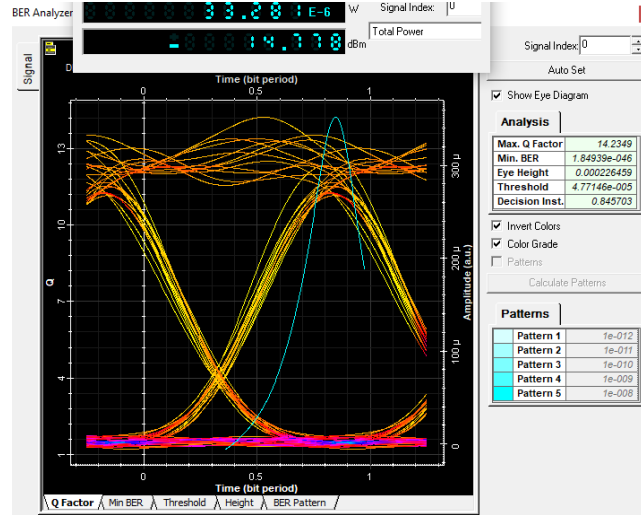 BER Analyzer
33.281 E-6 W
Signal Index: 0
- 14.778 dBm
Total Power
Signal Index: 0
Auto Set
Signal
D
Time (bit period)
0 0.5 1
Show Eye Diagram
Analysis
Max. Q Factor 14.2349
Min. BER 1.84939e-046
Eye Height 0.000226459
Threshold 4.77146e-005
Decision Inst. 0.845703
Invert Colors
Color Grade
Patterns
Calculate Patterns
Patterns
Pattern 1 1e-012
Pattern 2 1e-011
Pattern 3 1e-010
Pattern 4 1e-009
Pattern 5 1e-008
Q
13
10
7
4
1
Amplitude (a.u.)
300 µ
200 µ
100 µ
0
0 0.5 1
Time (bit period)
Q Factor Min BER Threshold Height BER Pattern